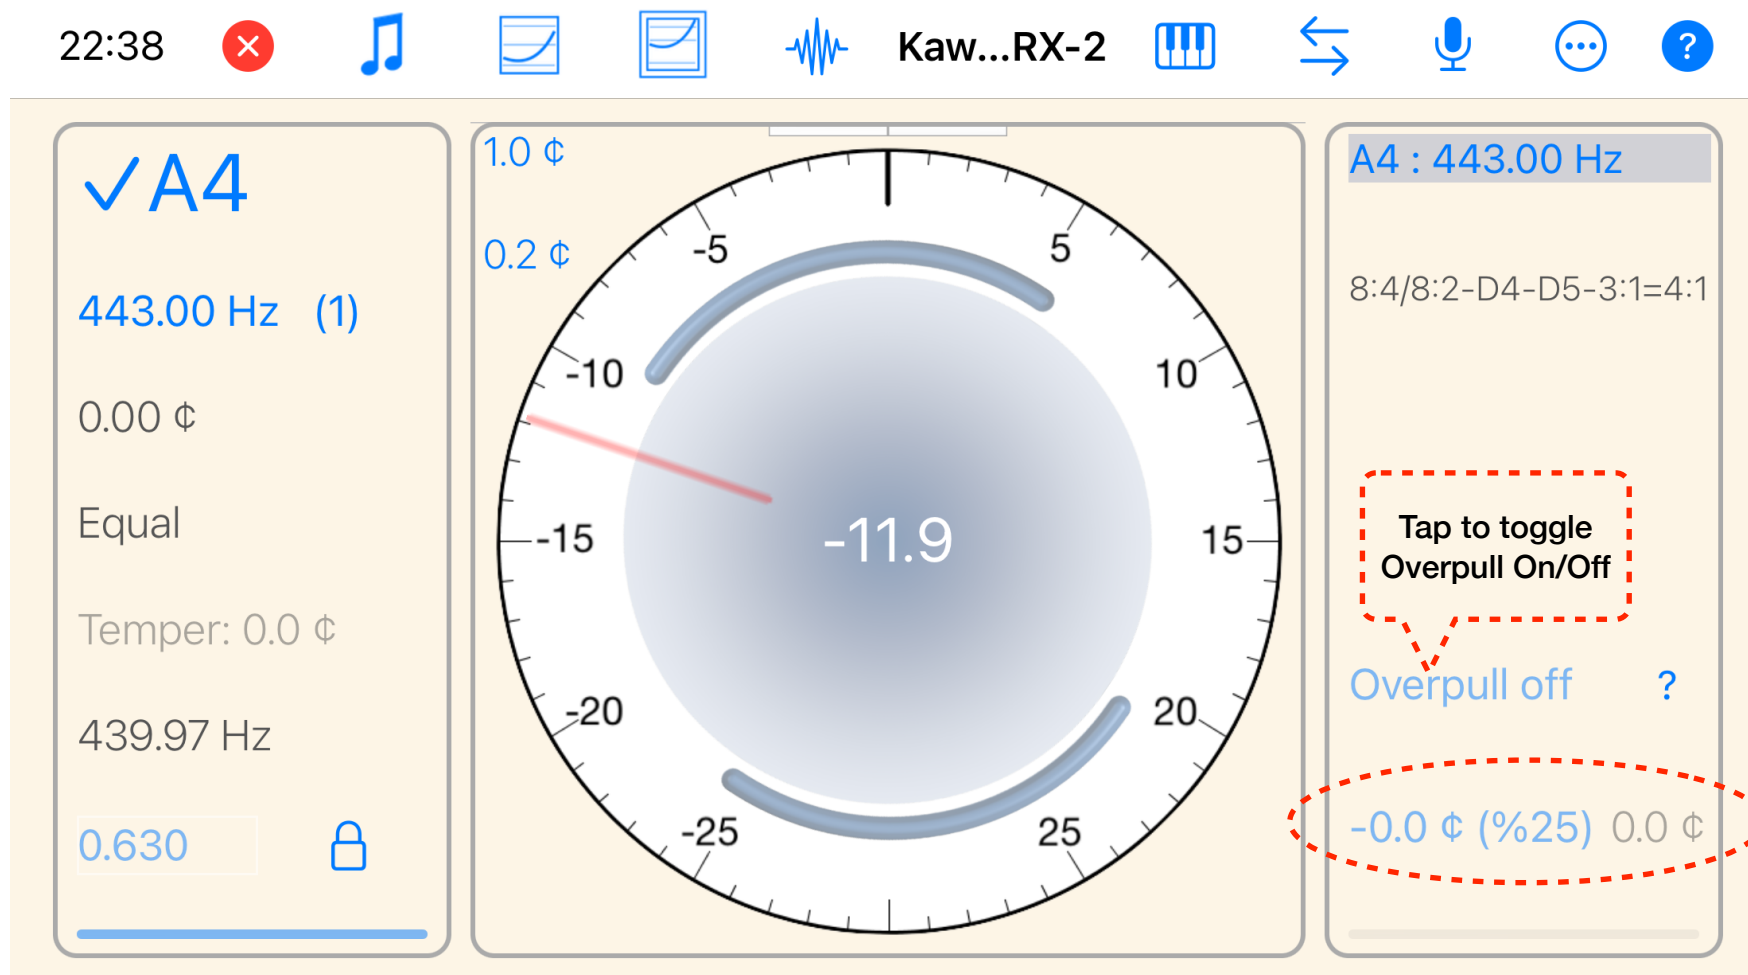 22:38
Kaw...RX-2
?
✓A4
443.00 Hz (1)
0.00 ¢
Equal
Temper: 0.0 ¢
439.97 Hz
0.630
1.0 ¢
0.2 ¢
-5
5
-10
10
-15
15
-20
20
-25
25
-11.9
A4 : 443.00 Hz
8:4/8:2-D4-D5-3:1=4:1
Tap to toggle
Overpull On/Off
Overpull off ?
-0.0 ¢ (%25) 0.0 ¢